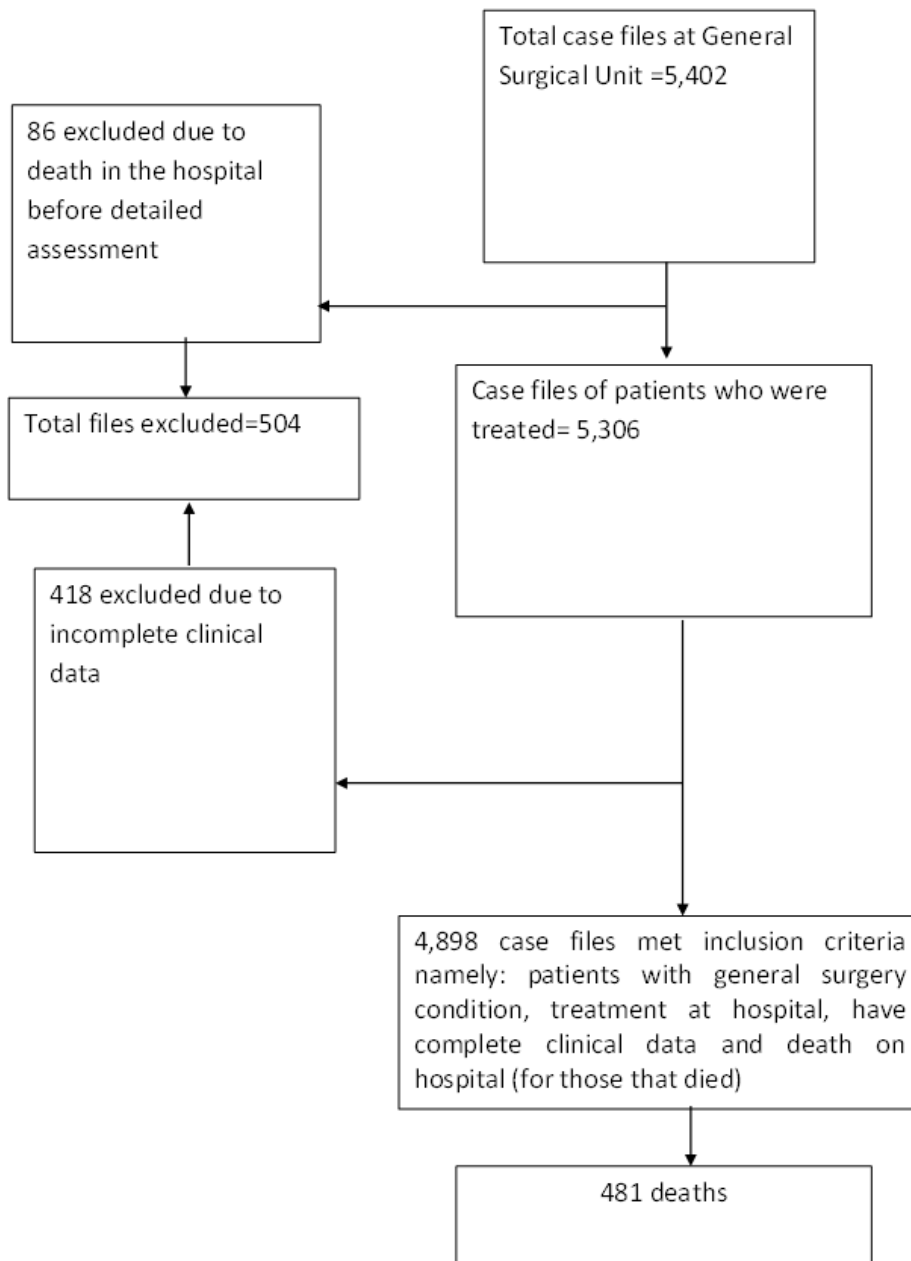 Total case files at General
Surgical Unit =5,402
86 excluded due to
death in the hospital
before detailed
assessment
Case files of patients who were
treated= 5,306
Total files excluded=504
418 excluded due to
incomplete clinical
data
4,898 case files met inclusion criteria
namely: patients with general surgery
condition, treatment at hospital, have
complete clinical data and death on
hospital (for those that died)
481 deaths